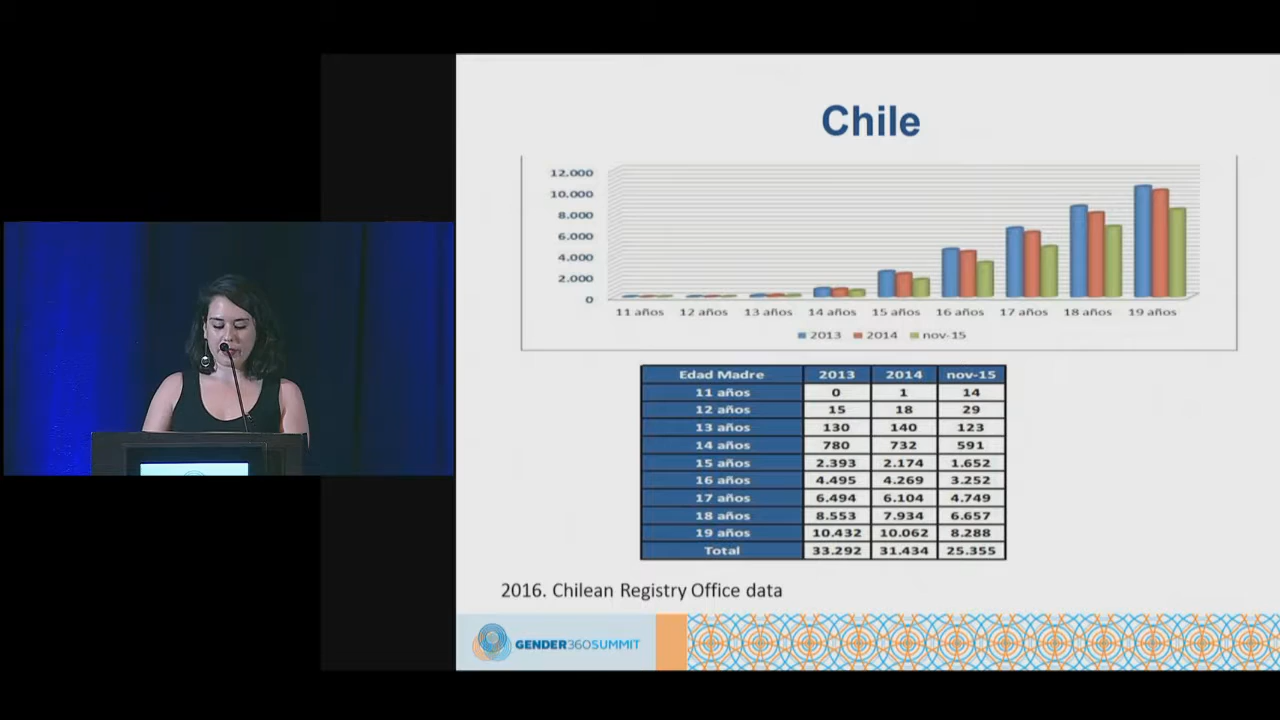 Chile
12.000
10.000
8.000
6.000
4.000
2.000
0
11 años 12 años 13 años 14 años 15 años 16 años 17 años 18 años 19 años
2013 2014 nov-15
Edad Madre 2013 2014 nov-15
11 años 0 1 14
12 años 15 18 29
13 años 130 140 123
14 años 780 732 591
15 años 2.393 2.174 1.652
16 años 4.495 4.269 3.252
17 años 6.494 6.104 4.749
18 años 8.553 7.934 6.657
19 años 10.432 10.062 8.288
Total 33.292 31.434 25.355
2016. Chilean Registry Office data
GENDER360SUMMIT